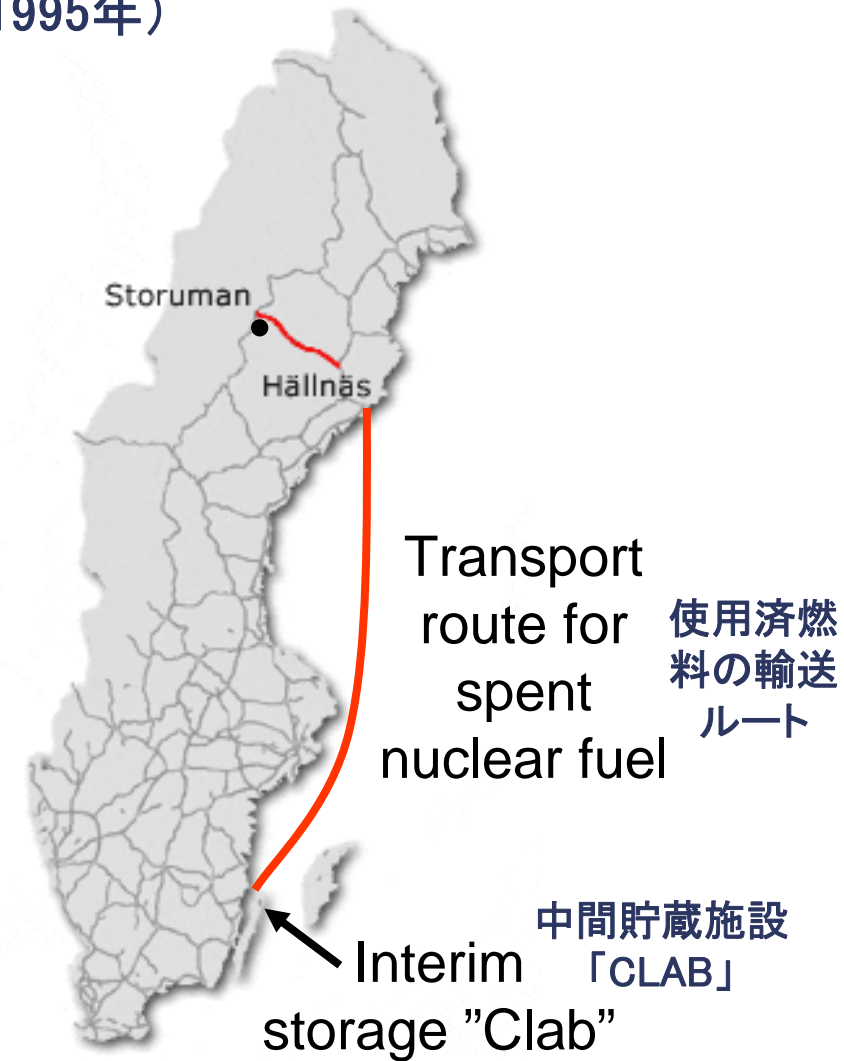 1995年）
Storuman
Hällnäs
Transport
route for
spent
nuclear fuel
使用済燃
料の輸送
ルート
中間貯蔵施設
「CLAB」
Interim
storage ”Clab”